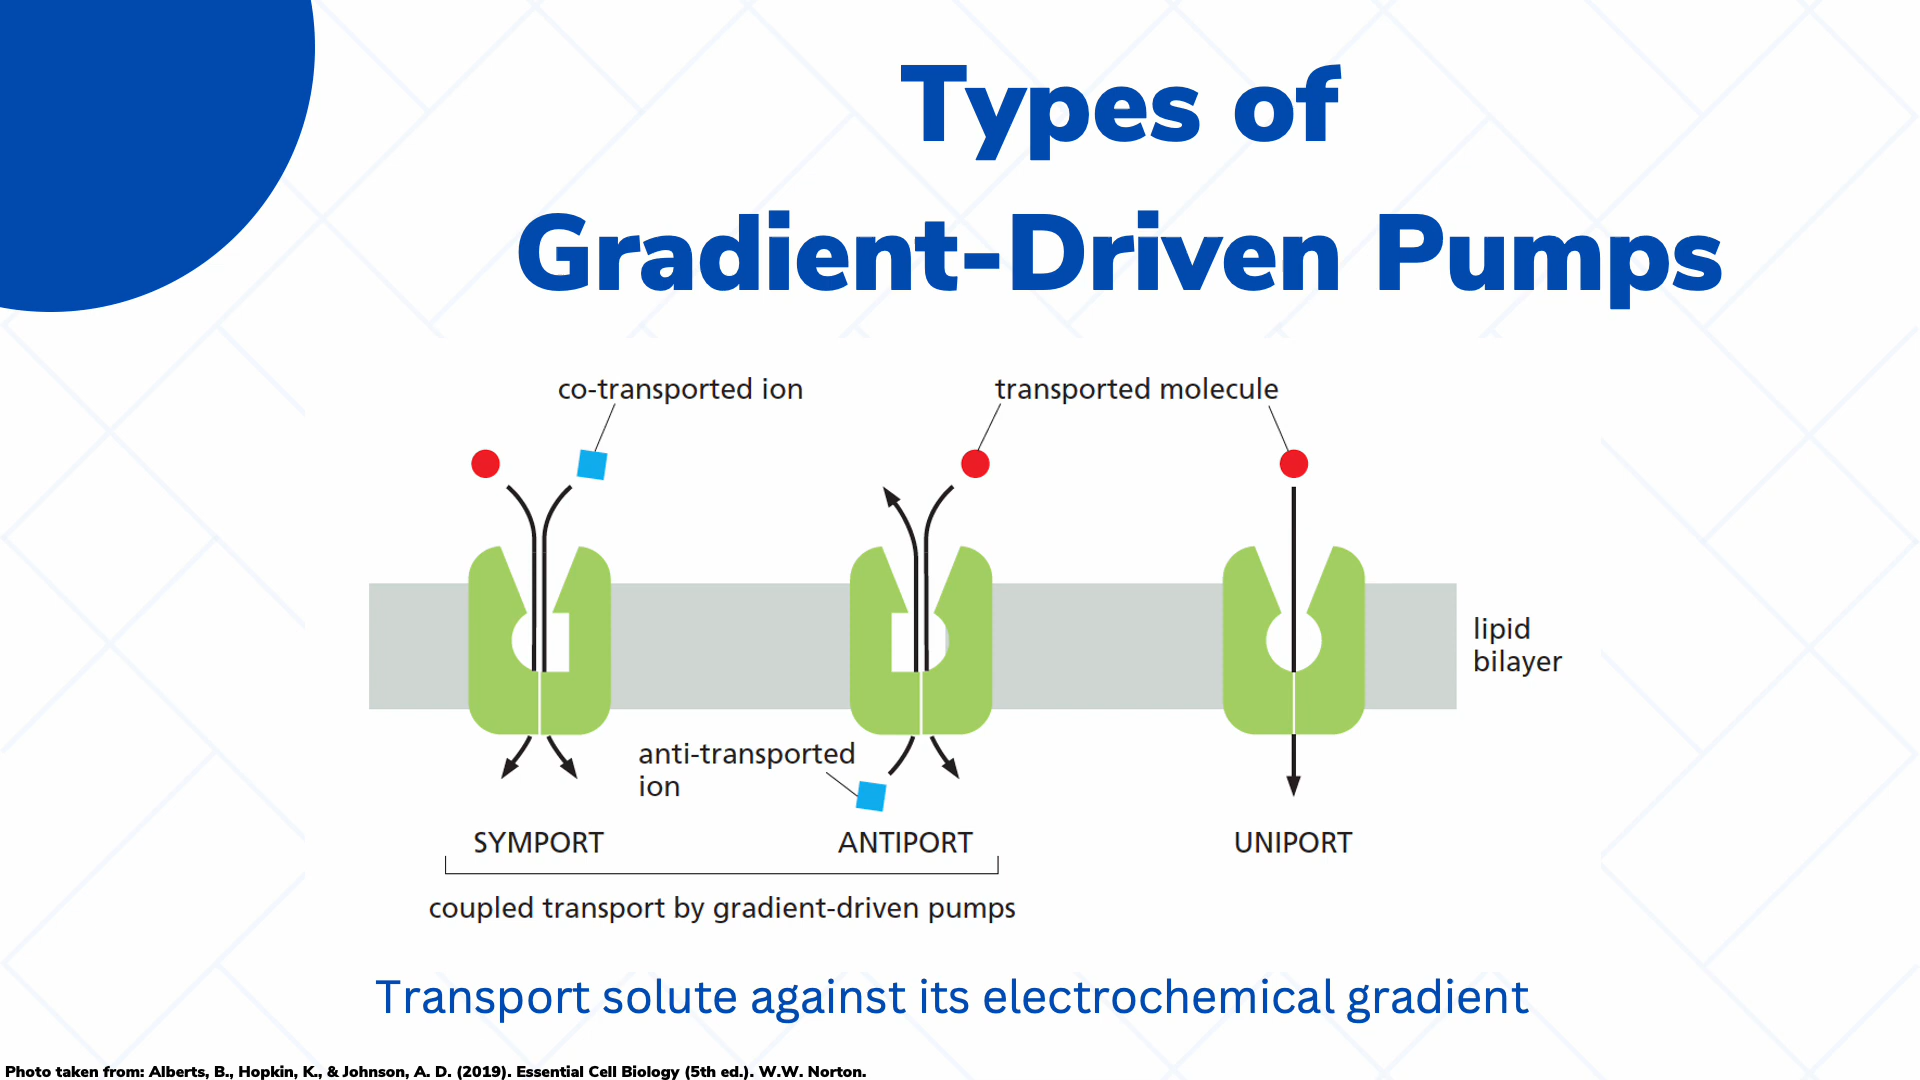 Types of
Gradient-Driven Pumps
co-transported ion
transported molecule
lipid
bilayer
anti-transported
ion
SYMPORT
ANTIPORT
UNIPORT
coupled transport by gradient-driven pumps
Transport solute against its electrochemical gradient
Photo taken from: Alberts, B., Hopkin, K., & Johnson, A. D. (2019). Essential Cell Biology (5th ed.). W.W. Norton.